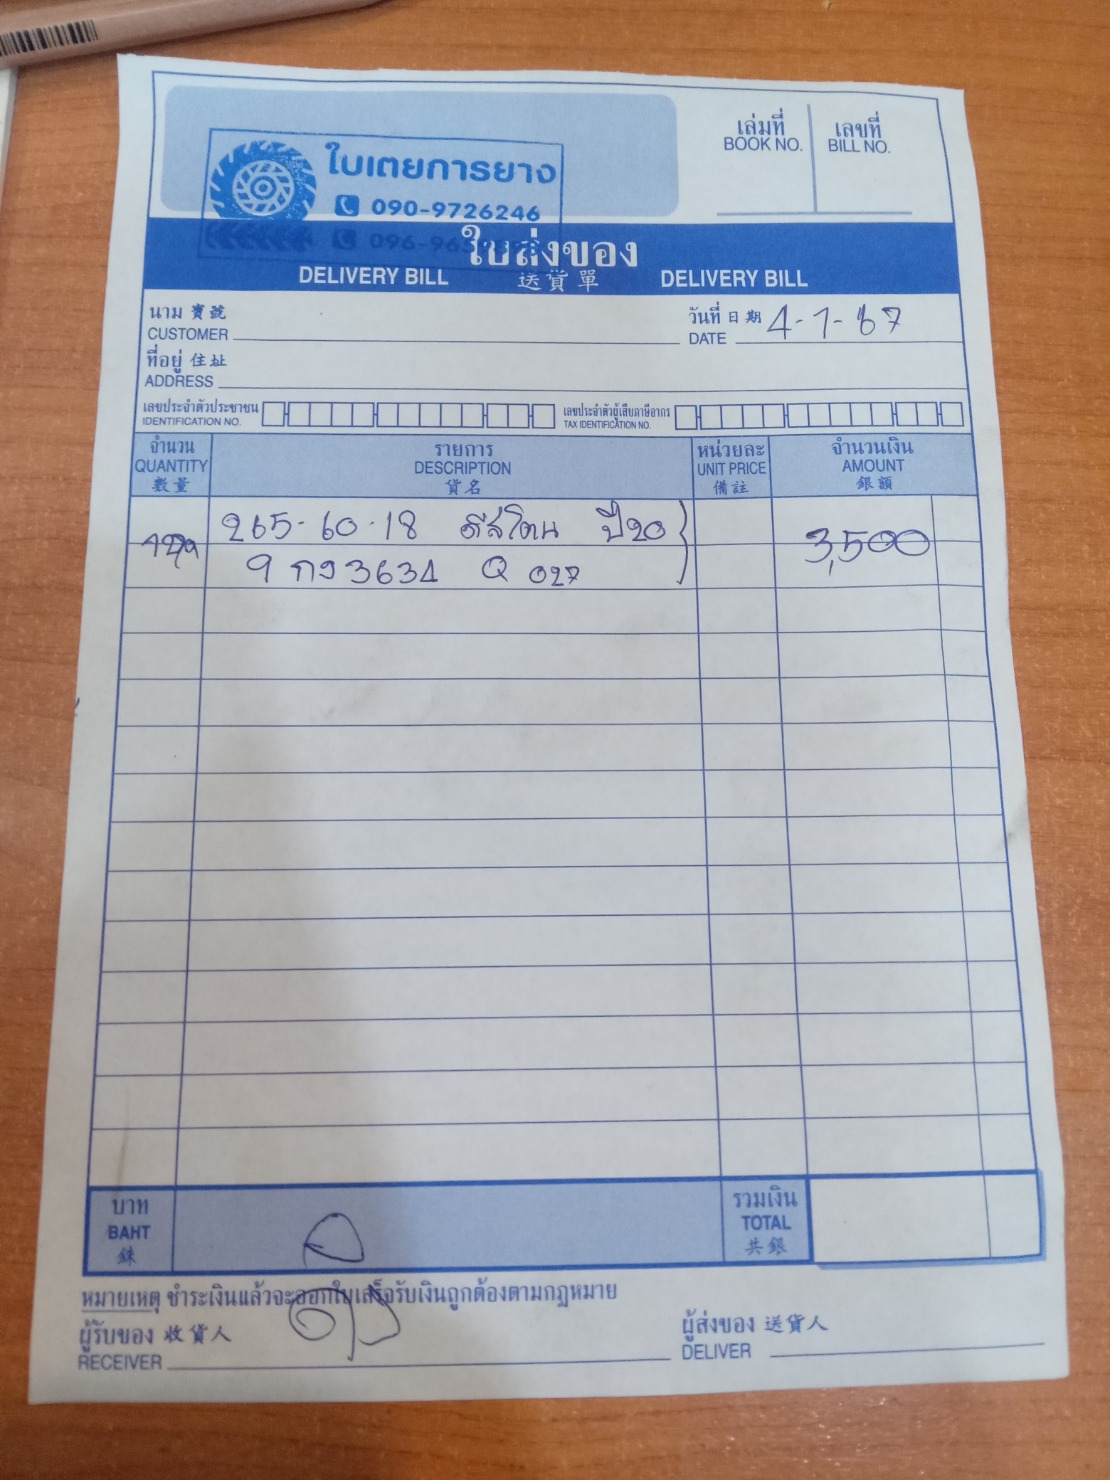 ใบเตยการยาง
090-9726246
ใบส่งของ
DELIVERY BILL 送貨單 DELIVERY BILL
เล่มที่ เลขที่
BOOK NO. BILL NO.
นาม 寶號
CUSTOMER
วันที่ 日期 4-1-67
DATE
ที่อยู่ 住址
ADDRESS
เลขประจำตัวประชาชน เลขประจำตัวผู้เสียภาษีอากร
IDENTIFICATION NO. TAX IDENTIFICATION NO.
จำนวน รายการ หน่วยละ จำนวนเงิน
QUANTITY DESCRIPTION UNIT PRICE AMOUNT
數量 貨名 備註 銀額
265-60-18 ดีสโตน ปี20 3,500
9 กง 3634 Q 027
บาท รวมเงิน
BAHT TOTAL
銖 共銀
หมายเหตุ ชำระเงินแล้วจะออกใบเสร็จรับเงินถูกต้องตามกฎหมาย
ผู้รับของ 收貨人 ผู้ส่งของ 送貨人
RECEIVER DELIVER